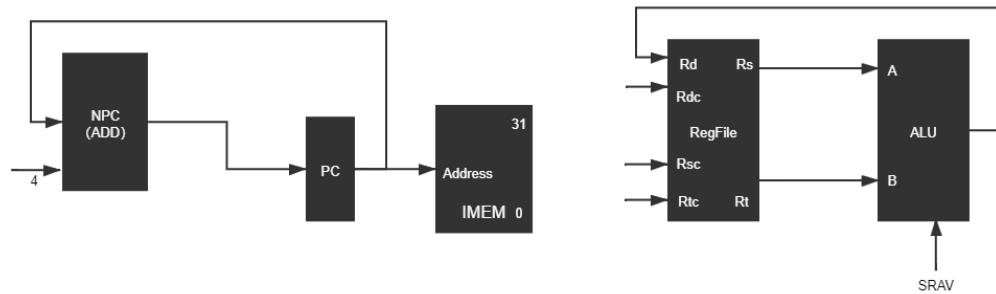 NPC
(ADD)
4
PC
31
Address
IMEM 0
Rd Rs
Rdc
RegFile
Rsc
Rtc Rt
A
ALU
B
SRAV